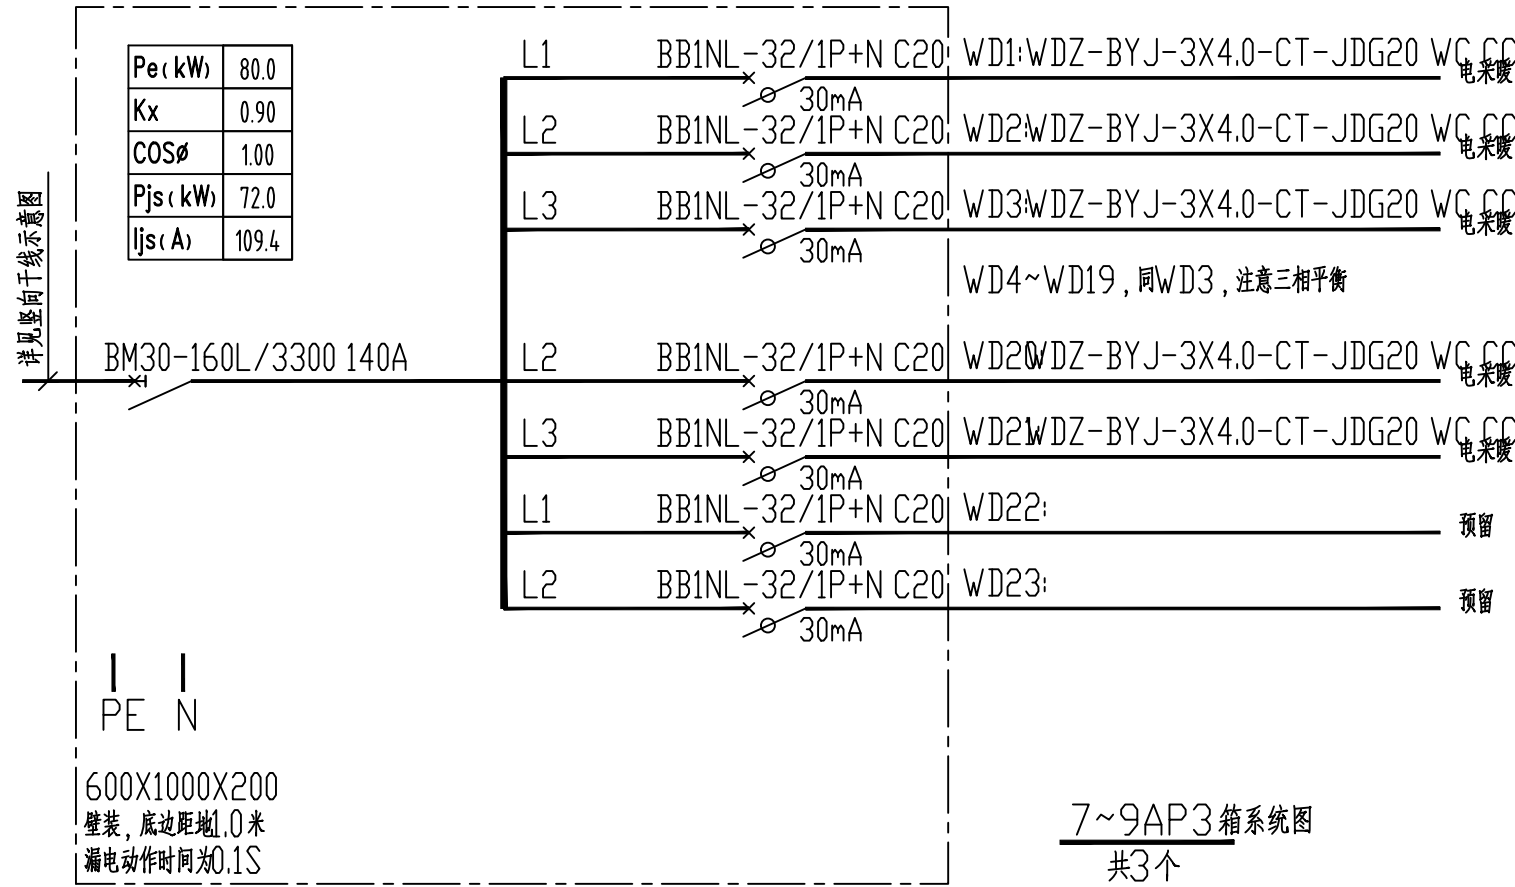 Pe(kW) 80.0
Kx 0.90
COSø 1.00
Pjs(kW) 72.0
Ijs(A) 109.4
详见竖向干线示意图
BM30-160L/3300 140A
L1 BB1NL-32/1P+N C20 WD1:WDZ-BYJ-3X4.0-CT-JDG20 WC CC
电采暖
30mA
L2 BB1NL-32/1P+N C20 WD2:WDZ-BYJ-3X4.0-CT-JDG20 WC CC
电采暖
30mA
L3 BB1NL-32/1P+N C20 WD3:WDZ-BYJ-3X4.0-CT-JDG20 WC CC
电采暖
30mA
WD4~WD19,同WD3,注意三相平衡
L2 BB1NL-32/1P+N C20 WD20:WDZ-BYJ-3X4.0-CT-JDG20 WC CC
电采暖
30mA
L3 BB1NL-32/1P+N C20 WD21:WDZ-BYJ-3X4.0-CT-JDG20 WC CC
电采暖
30mA
L1 BB1NL-32/1P+N C20 WD22:
预留
30mA
L2 BB1NL-32/1P+N C20 WD23:
预留
30mA
PE N
600X1000X200
壁装,底边距地1.0米
漏电动作时间为0.1S
7~9AP3箱系统图
共3个